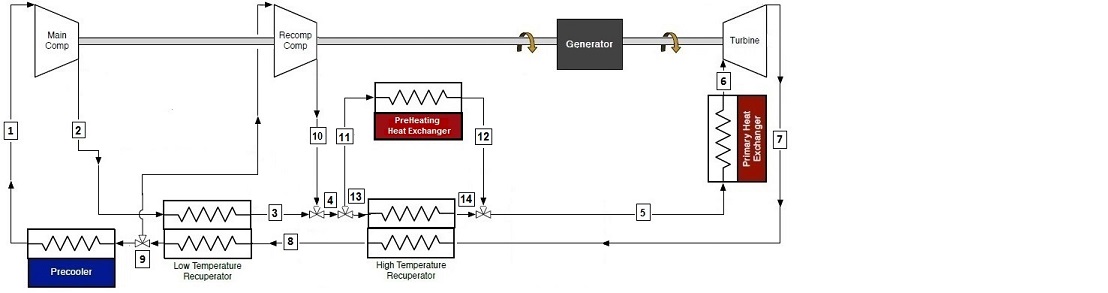 Main
Comp
Recomp
Comp
Generator
Turbine
6
1
2
10
11
PreHeating
Heat Exchanger
12
Primary Heat
Exchanger
7
3
4
13
14
5
8
9
Precooler
Low Temperature
Recuperator
High Temperature
Recuperator